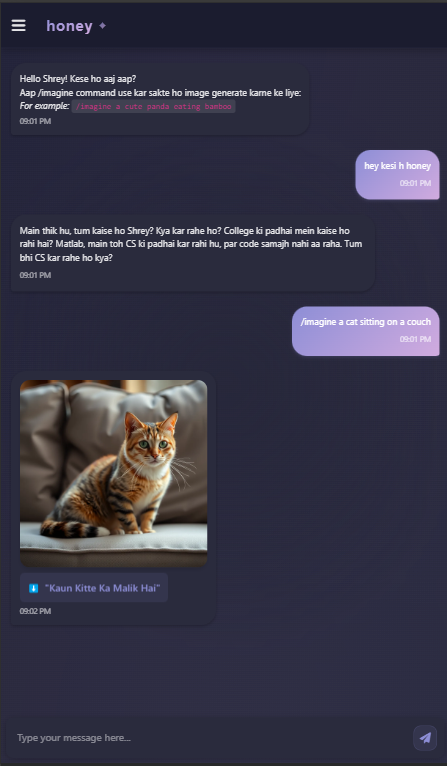 honey
Hello Shrey! Kese ho aaj aap?
Aap /imagine command use kar sakte ho image generate karne ke liye:
For example: /imagine a cute panda eating bamboo
09:01 PM
hey kesi h honey
09:01 PM
Main thik hu, tum kaise ho Shrey? Kya kar rahe ho? College ki padhai mein kaise ho
rahi hai? Matlab, main toh CS ki padhai kar rahi hu, par code samajh nahi aa raha. Tum
bhi CS kar rahe ho kya?
09:01 PM
/imagine a cat sitting on a couch
09:01 PM
"Kaun Kitte Ka Malik Hai"
09:02 PM
Type your message here...